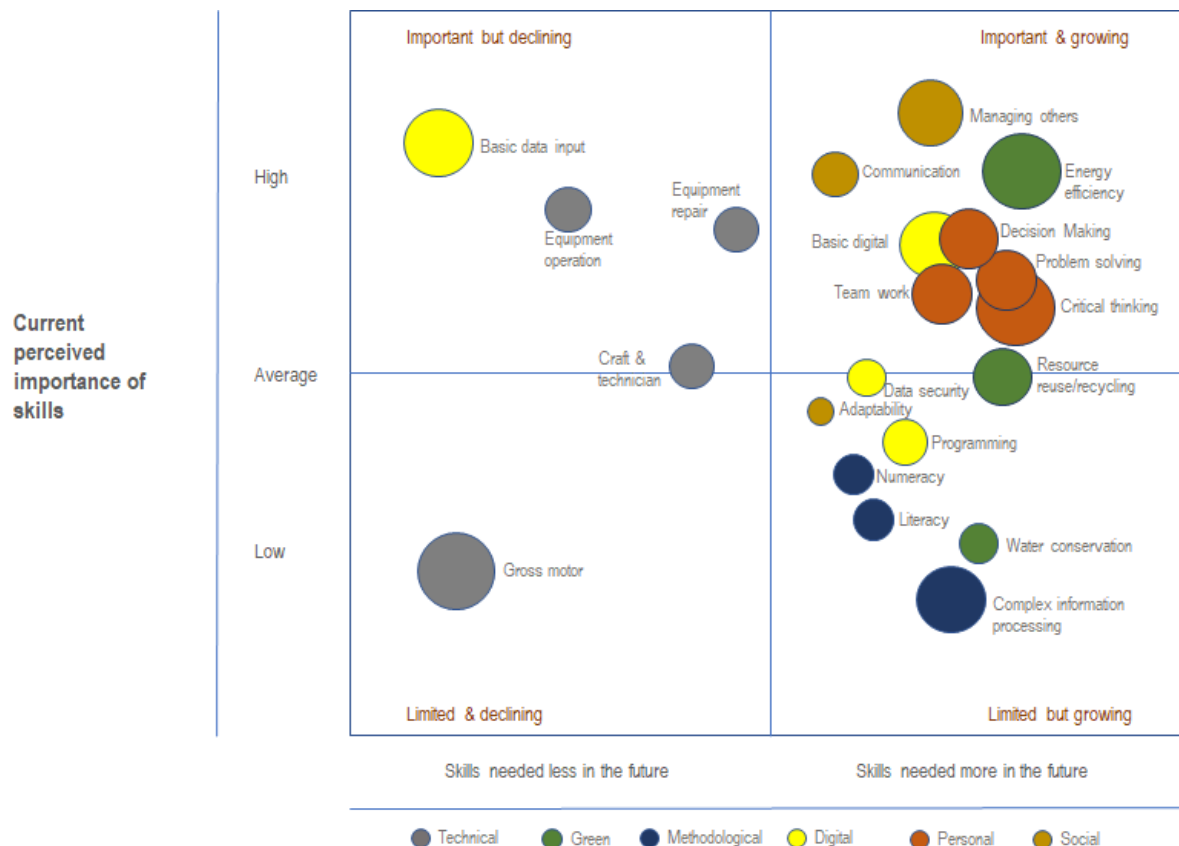 Important but declining
Important & growing
Managing others
Basic data input
High
Communication
Energy
efficiency
Equipment
repair
Equipment
operation
Basic digital
Decision Making
Problem solving
Team work
Critical thinking
Current
perceived
importance of
skills
Average
Craft &
technician
Resource
reuse/recycling
Data security
Adaptability
Programming
Numeracy
Literacy
Low
Water conservation
Gross motor
Complex information
processing
Limited & declining
Limited but growing
Skills needed less in the future
Skills needed more in the future
Technical
Green
Methodological
Digital
Personal
Social